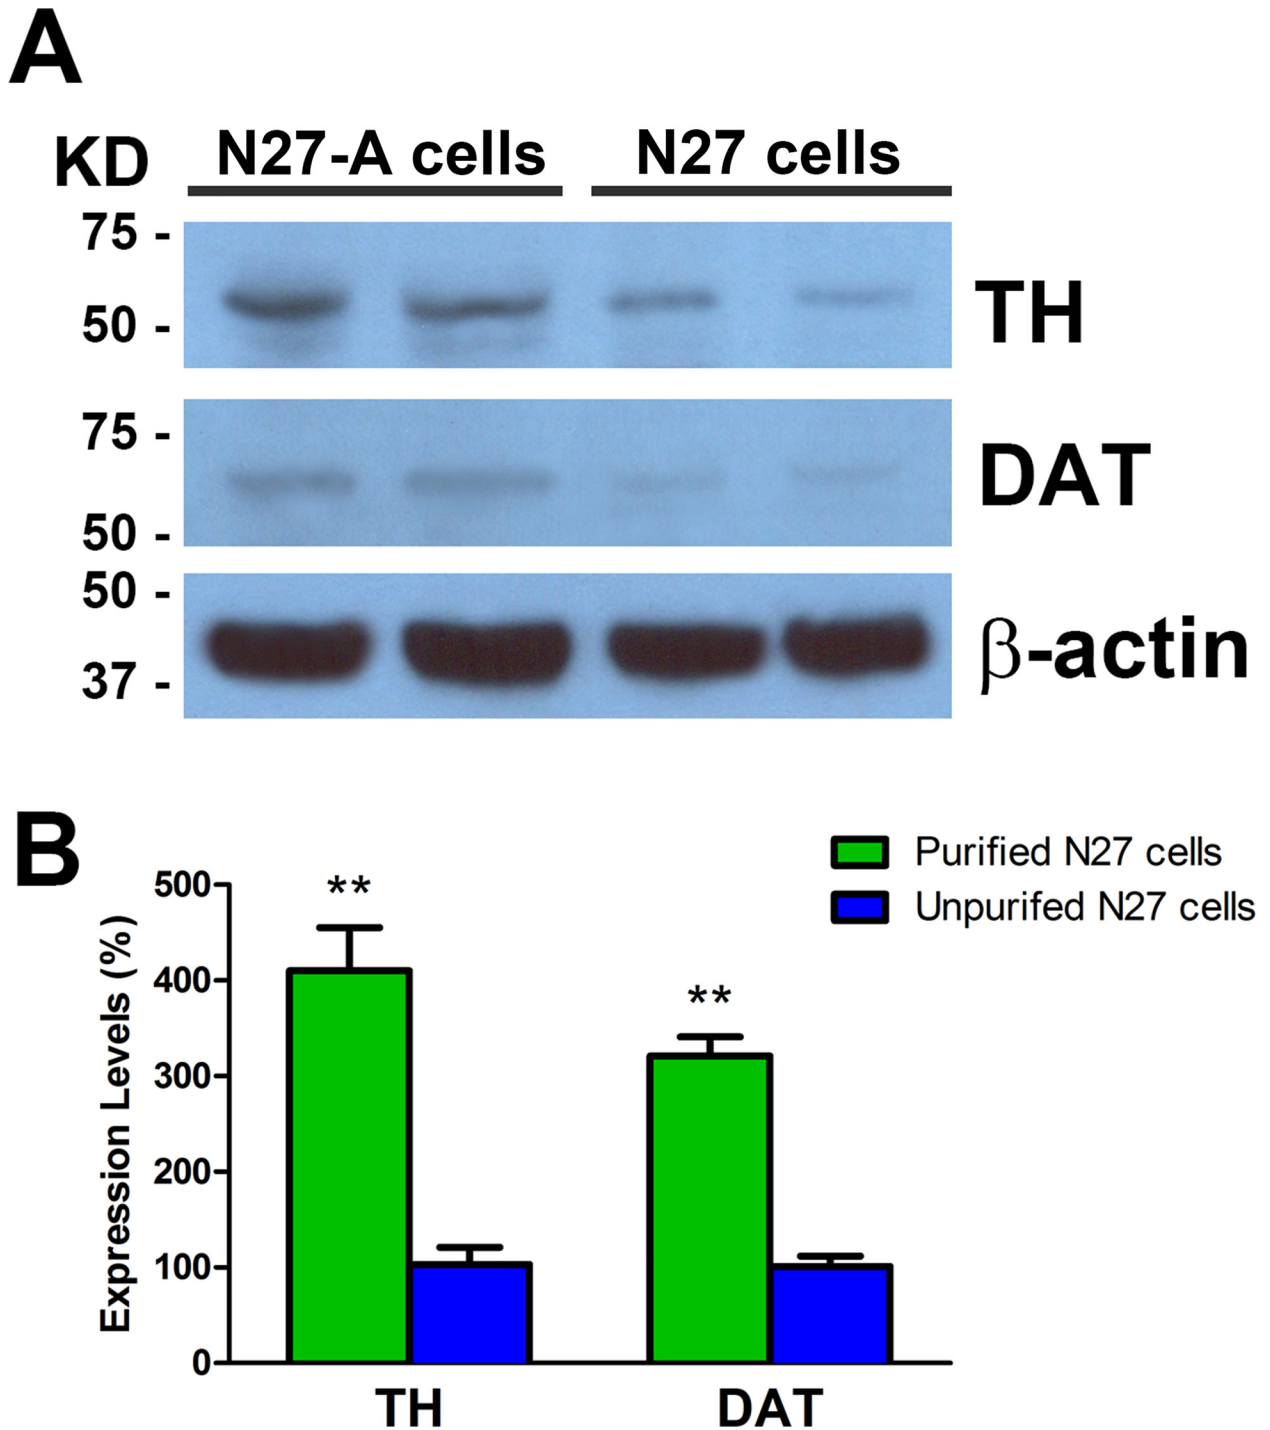 A
KD
N27-A cells
N27 cells
75 -
50 -
TH
75 -
50 -
DAT
50 -
37 -
β-actin
B
Purified N27 cells
Unpurifed N27 cells
Expression Levels (%)
500
400
300
200
100
0
**
**
TH
DAT